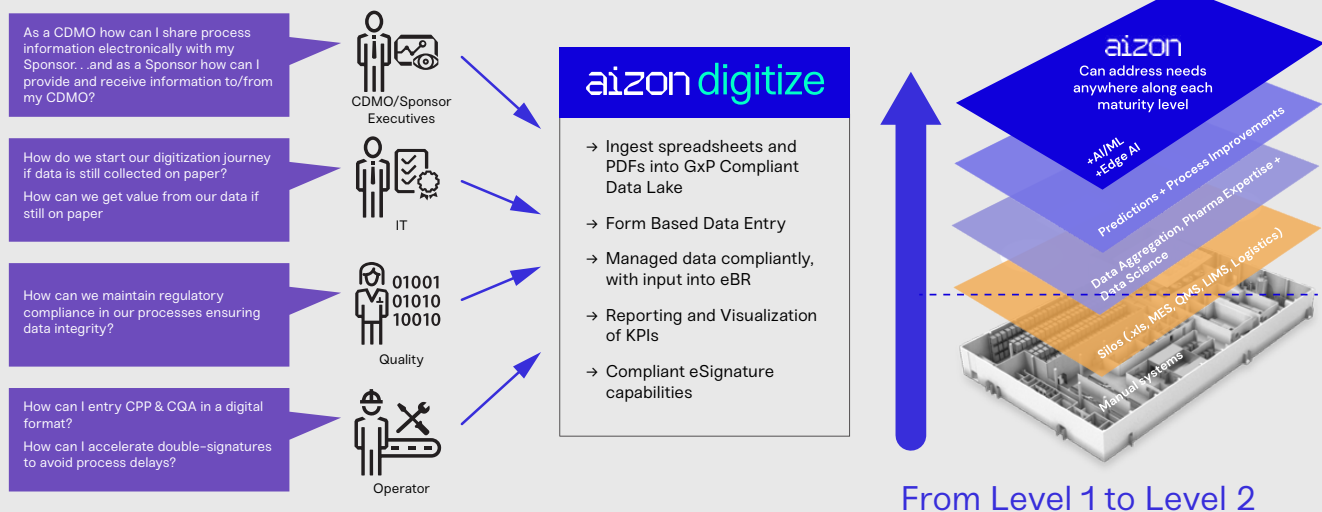 As a CDMO how can I share process
information electronically with my
Sponsor. . .and as a Sponsor how can I
provide and receive information to/from
my CDMO?
CDMO/Sponsor
Executives
How do we start our digitization journey
if data is still collected on paper?
How can we get value from our data if
still on paper
IT
How can we maintain regulatory
compliance in our processes ensuring
data integrity?
01001
01010
10010
Quality
How can I entry CPP & CQA in a digital
format?
How can I accelerate double-signatures
to avoid process delays?
Operator
aizon digitize
→ Ingest spreadsheets and
PDFs into GxP Compliant
Data Lake
→ Form Based Data Entry
→ Managed data compliantly,
with input into eBR
→ Reporting and Visualization
of KPIs
→ Compliant eSignature
capabilities
aizon
Can address needs
anywhere along each
maturity level
+AI/ML
+Edge AI
Predictions + Process Improvements
Data Aggregation, Pharma Expertise +
Data Science
Silos (.xls, MES, QMS, LIMS, Logistics)
Manual systems
From Level 1 to Level 2